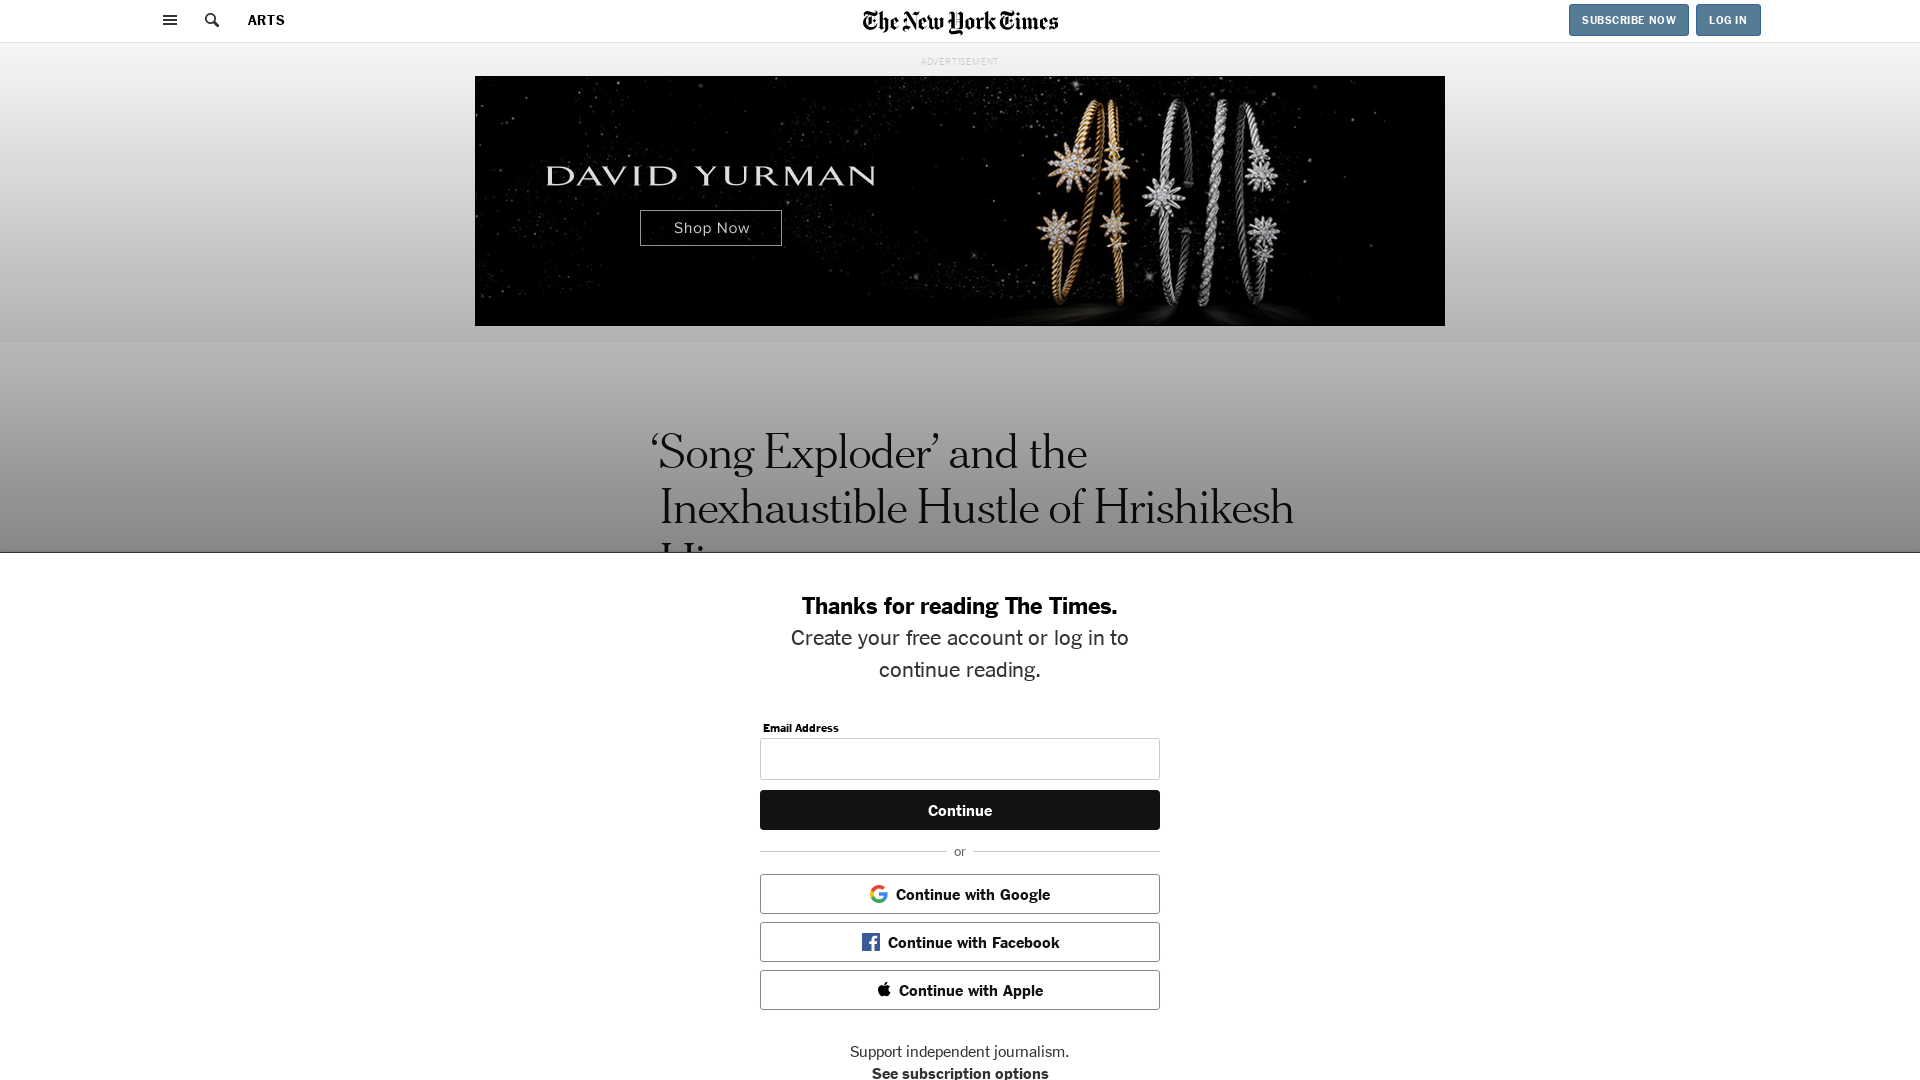 ARTS
The New York Times
SUBSCRIBE NOW
LOG IN
ADVERTISEMENT
DAVID YURMAN
Shop Now
‘Song Exploder’ and the
Inexhaustible Hustle of Hrishikesh
Thanks for reading The Times.
Create your free account or log in to
continue reading.
Email Address
Continue
or
Continue with Google
Continue with Facebook
Continue with Apple
Support independent journalism.
See subscription options